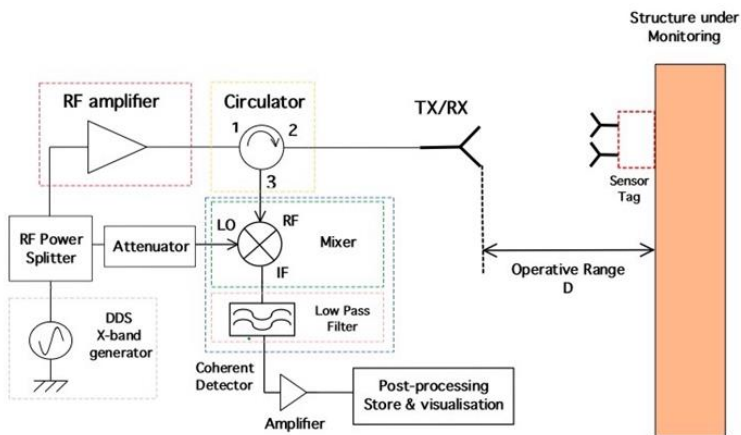 Structure under
Monitoring
RF amplifier
Circulator
TX/RX
1
2
3
Sensor
Tag
LO
RF
Mixer
IF
RF Power
Splitter
Attenuator
Operative Range
D
DDS
X-band
generator
Low Pass
Filter
Coherent
Detector
Amplifier
Post-processing
Store & visualisation